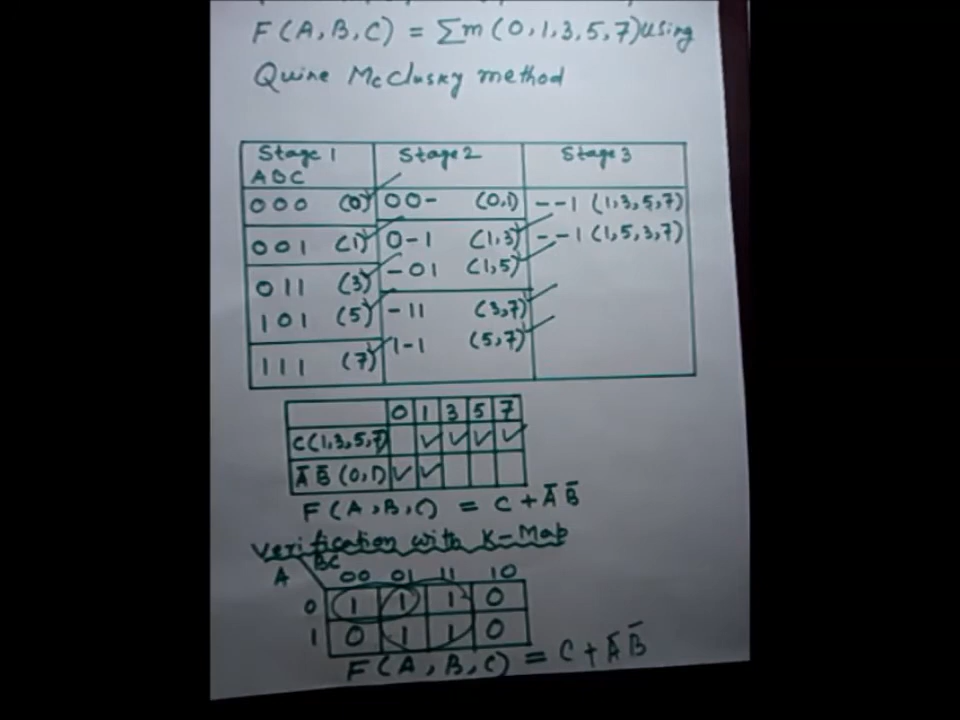 F(A,B,C) = Σm(0,1,3,5,7) using
Quine McClusky method
Stage 1 Stage 2 Stage 3
ABC
000 (0) 00- (0,1) --1 (1,3,5,7)
001 (1) 0-1 (1,3) --1 (1,5,3,7)
-01 (1,5)
011 (3)
101 (5) -11 (3,7)
1-1 (5,7)
111 (7)
0 1 3 5 7
C(1,3,5,7) ✓ ✓ ✓ ✓
A̅ B̅ (0,1) ✓ ✓
F(A,B,C) = C + A̅ B̅
Verification with K-Map
BC
A 00 01 11 10
0 1 1 1 0
1 0 1 1 0
F(A,B,C) = C + A̅ B̅